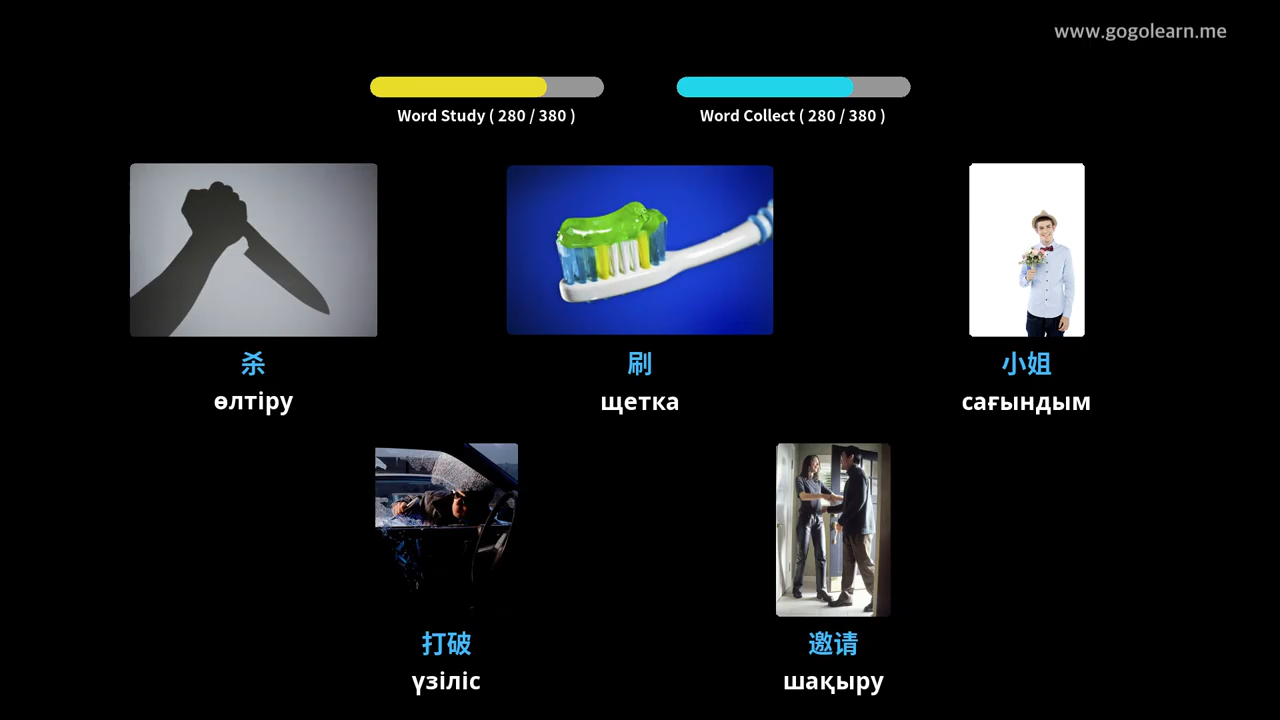 www.gogolearn.me
Word Study ( 280 / 380 )
Word Collect ( 280 / 380 )
杀
өлтіру
刷
щетка
小姐
сағындым
打破
үзіліс
邀请
шақыру